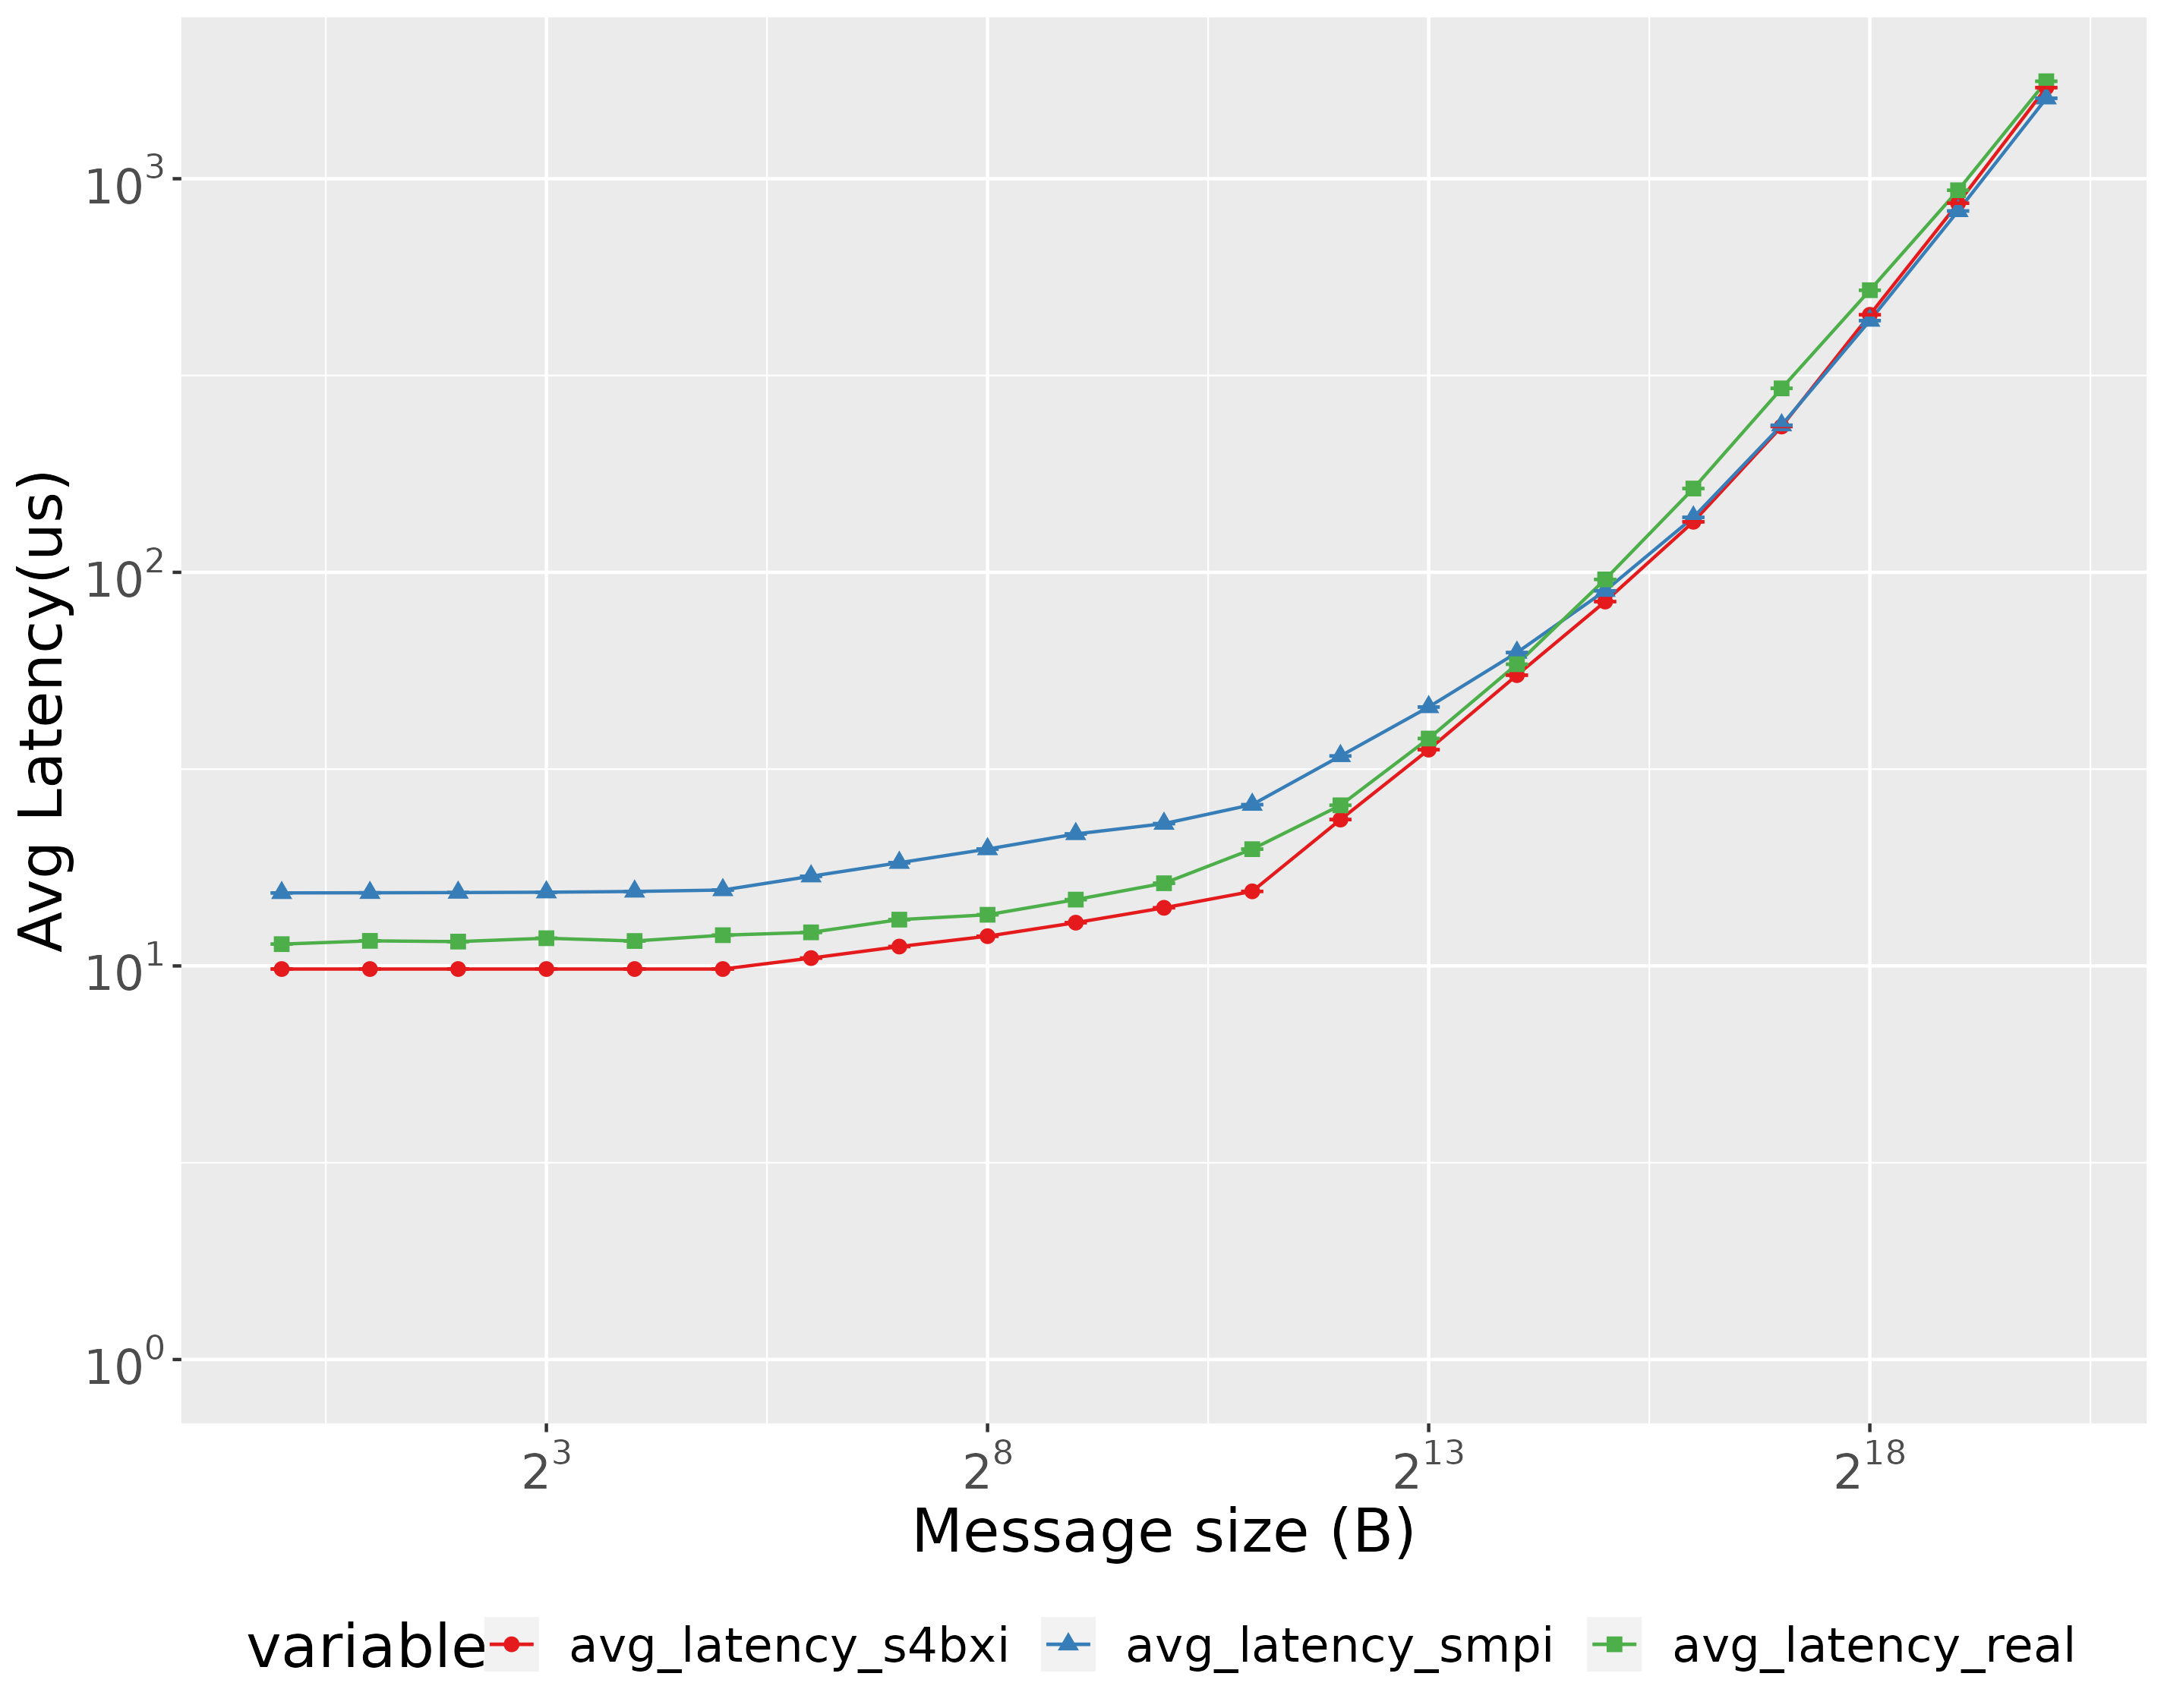 Avg Latency(us)
10³
10²
10¹
10⁰
2³ 2⁸ 2¹³ 2¹⁸
Message size (B)
variable avg_latency_s4bxi avg_latency_smpi avg_latency_real